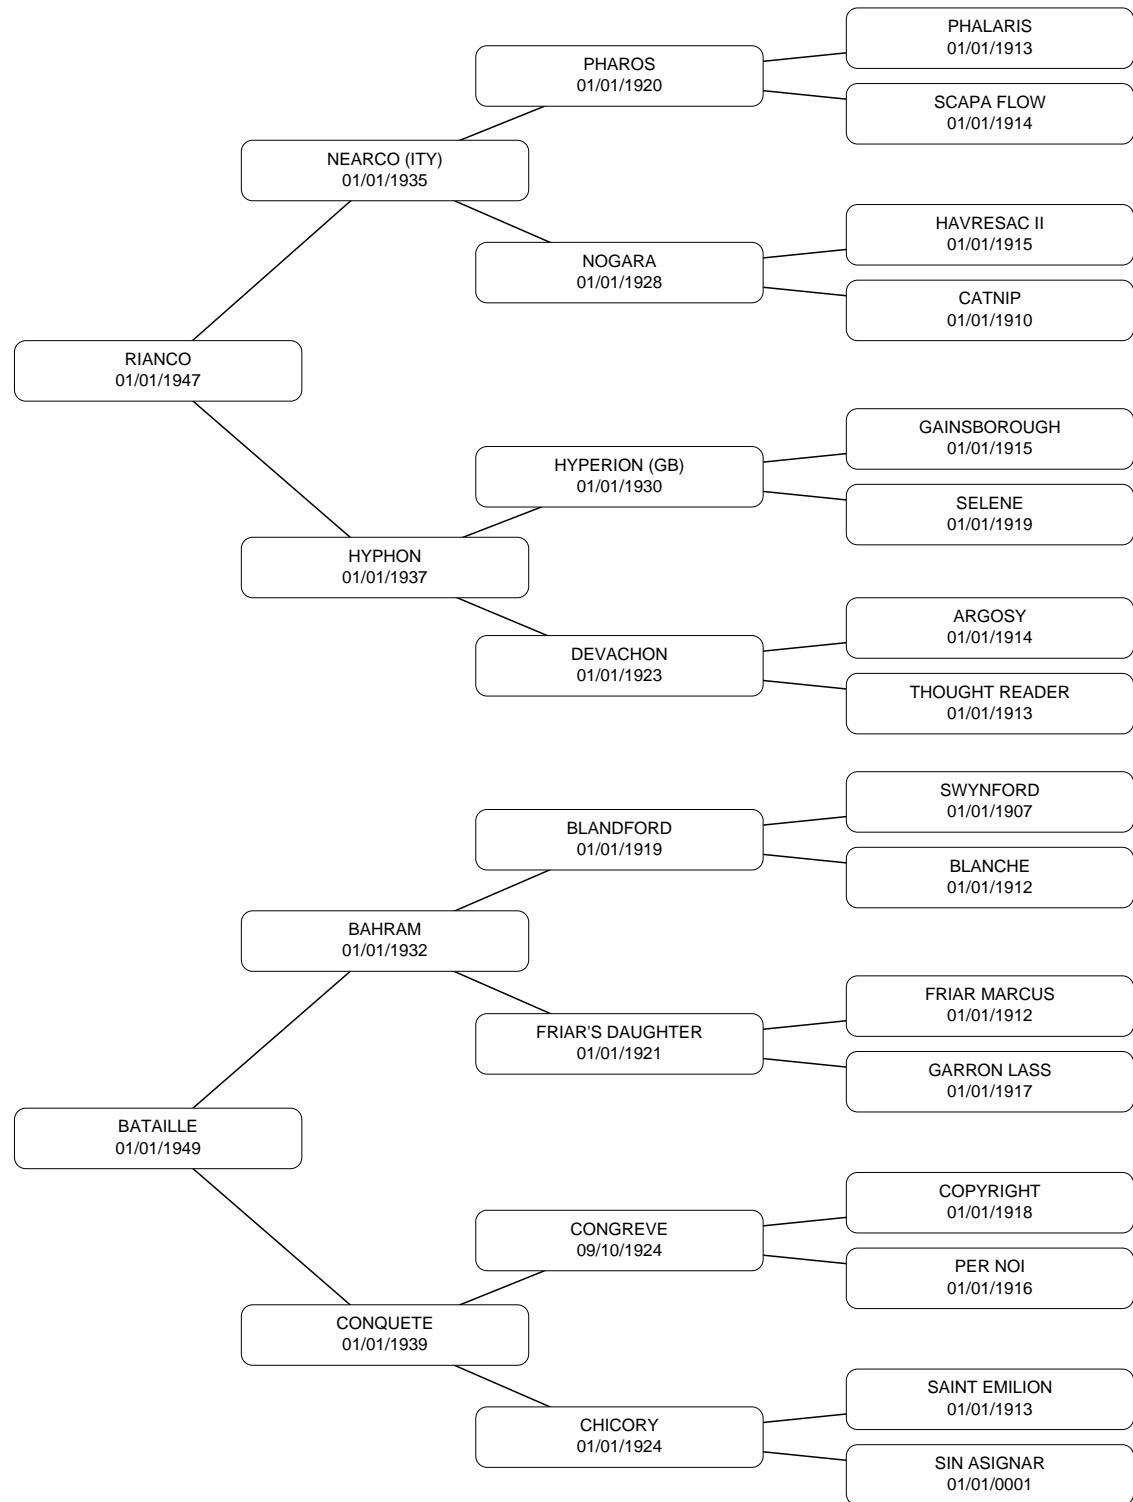 PHALARIS
01/01/1913
PHAROS
01/01/1920
SCAPA FLOW
01/01/1914
NEARCO (ITY)
01/01/1935
HAVRESAC II
01/01/1915
NOGARA
01/01/1928
CATNIP
01/01/1910
RIANCO
01/01/1947
GAINSBOROUGH
01/01/1915
HYPERION (GB)
01/01/1930
SELENE
01/01/1919
HYPHON
01/01/1937
ARGOSY
01/01/1914
DEVACHON
01/01/1923
THOUGHT READER
01/01/1913
SWYNFORD
01/01/1907
BLANDFORD
01/01/1919
BLANCHE
01/01/1912
BAHRAM
01/01/1932
FRIAR MARCUS
01/01/1912
FRIAR'S DAUGHTER
01/01/1921
GARRON LASS
01/01/1917
BATAILLE
01/01/1949
COPYRIGHT
01/01/1918
CONGREVE
09/10/1924
PER NOI
01/01/1916
CONQUETE
01/01/1939
SAINT EMILION
01/01/1913
CHICORY
01/01/1924
SIN ASIGNAR
01/01/0001